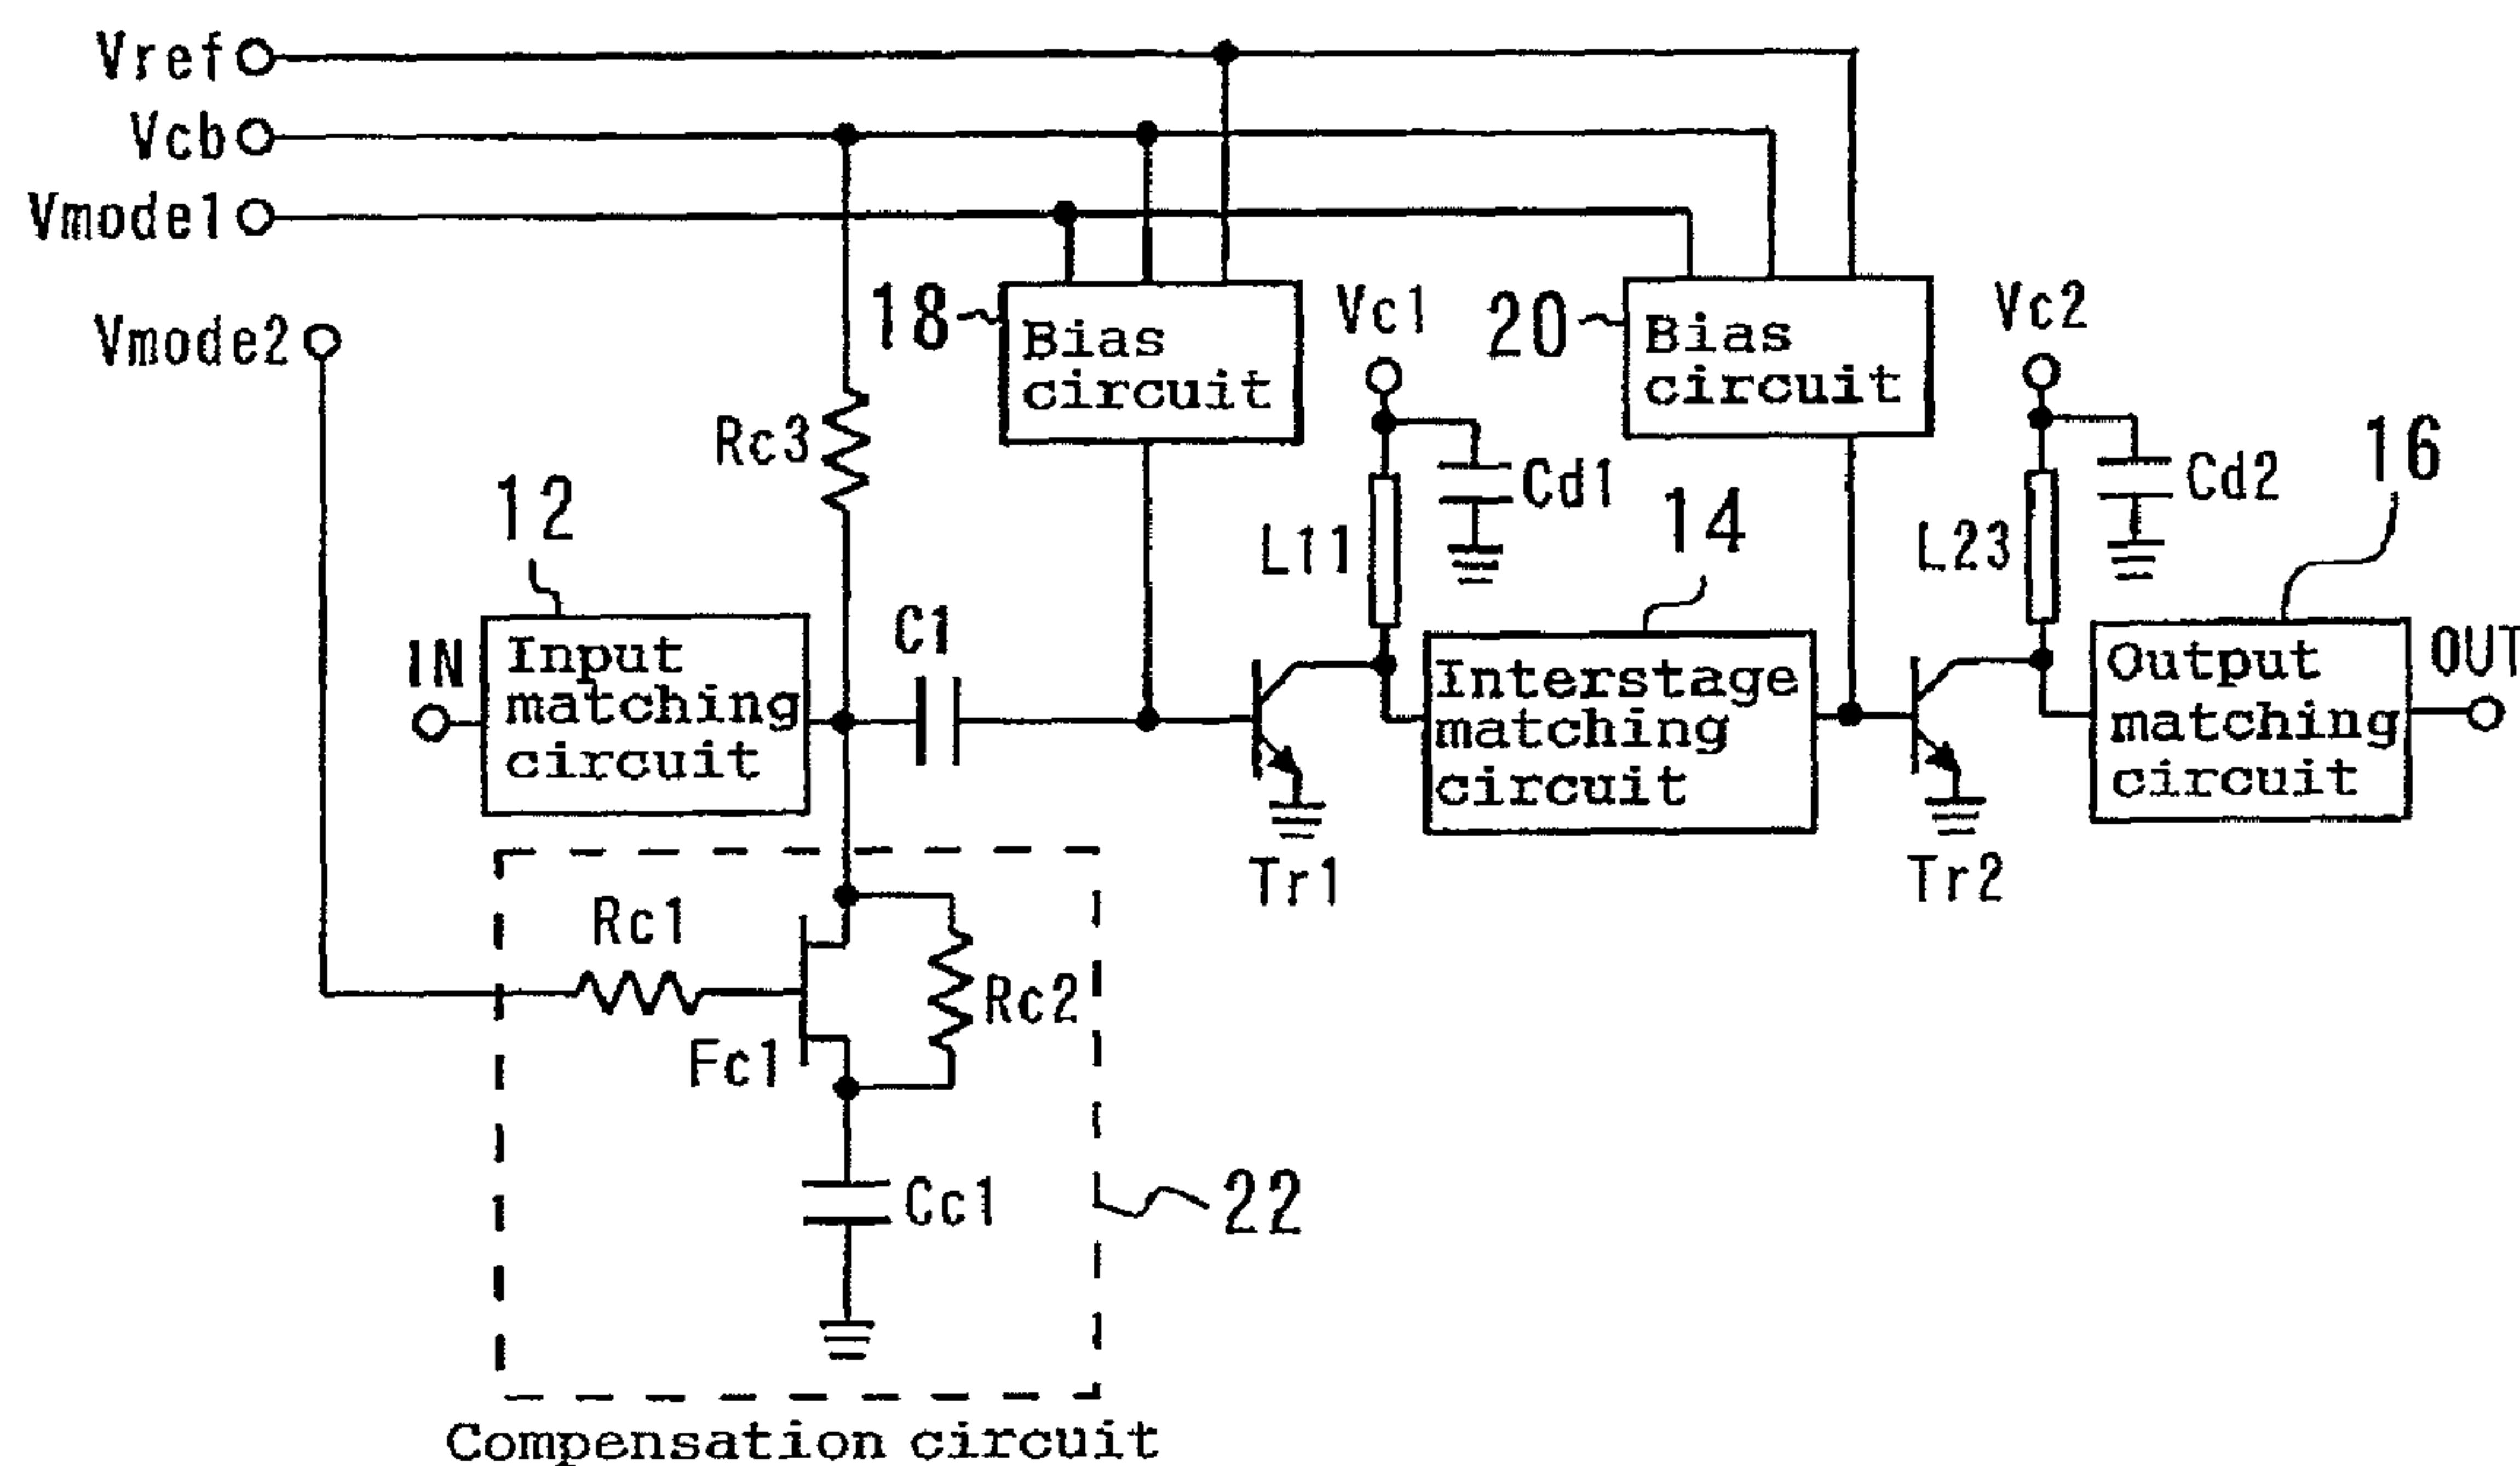 Vref
Vcb
Vmode1
Vmode2
18
Bias
circuit
Vc1
20
Bias
circuit
Vc2
Rc3
12
Cd1
14
Cd2
16
L11
L23
IN
Input
matching
circuit
C1
Interstage
matching
circuit
Output
matching
circuit
OUT
Tr1
Tr2
Rc1
Rc2
Fc1
Cc1
22
Compensation circuit